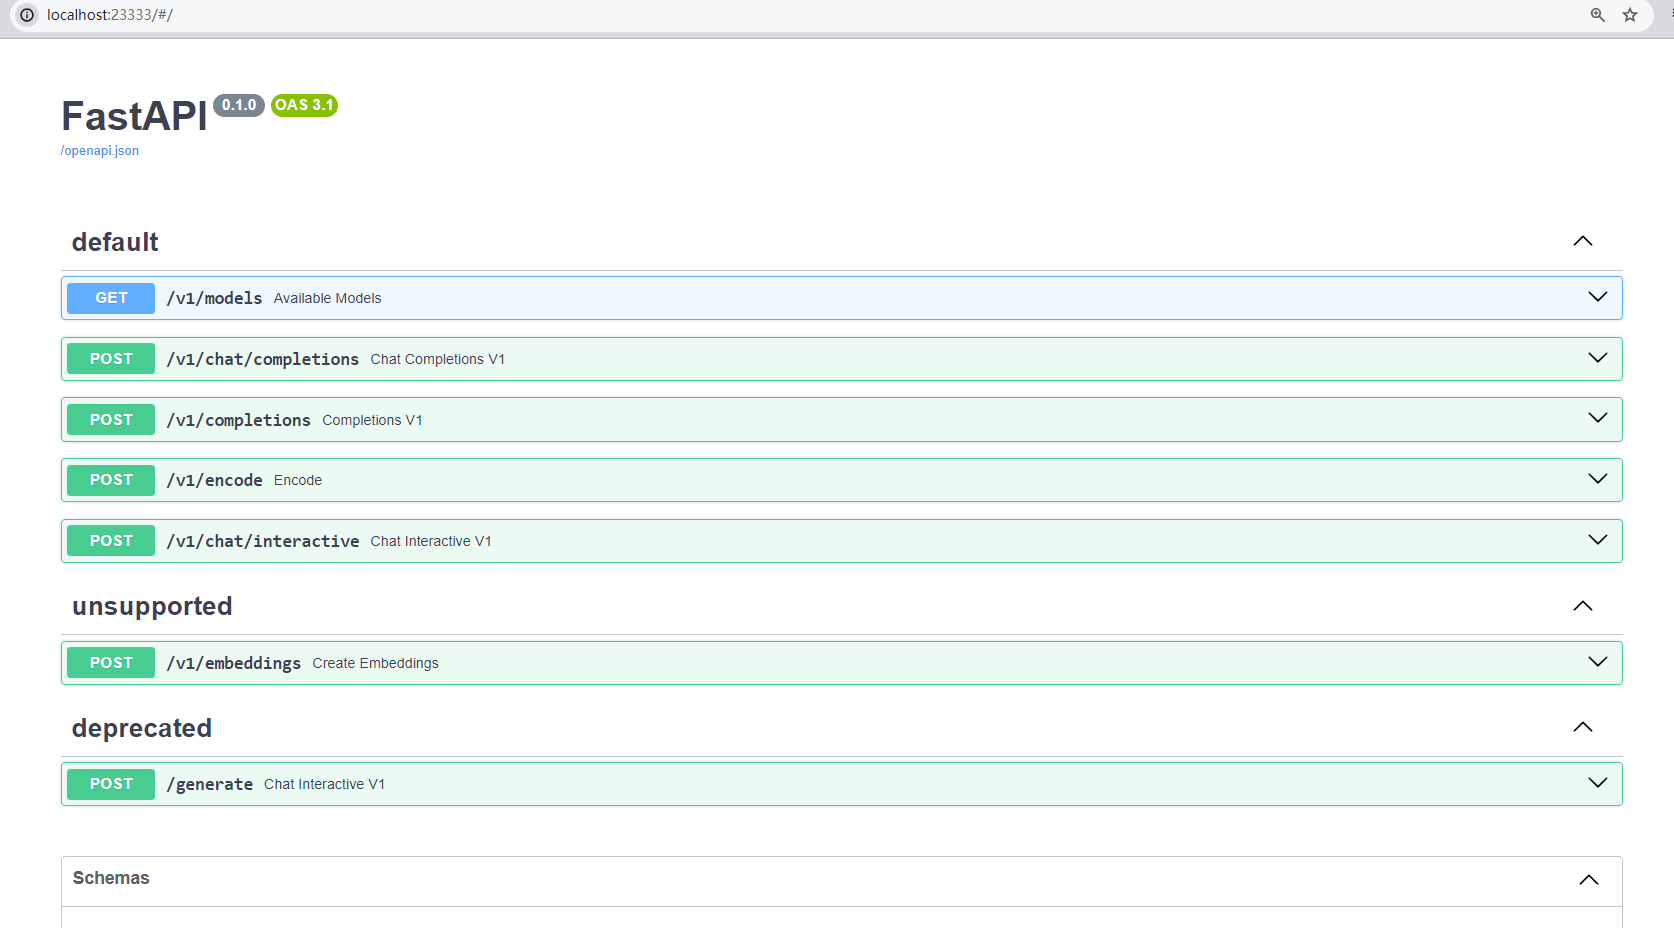 localhost:23333/#/
FastAPI 0.1.0 OAS 3.1
/openapi.json
default
GET /v1/models Available Models
POST /v1/chat/completions Chat Completions V1
POST /v1/completions Completions V1
POST /v1/encode Encode
POST /v1/chat/interactive Chat Interactive V1
unsupported
POST /v1/embeddings Create Embeddings
deprecated
POST /generate Chat Interactive V1
Schemas